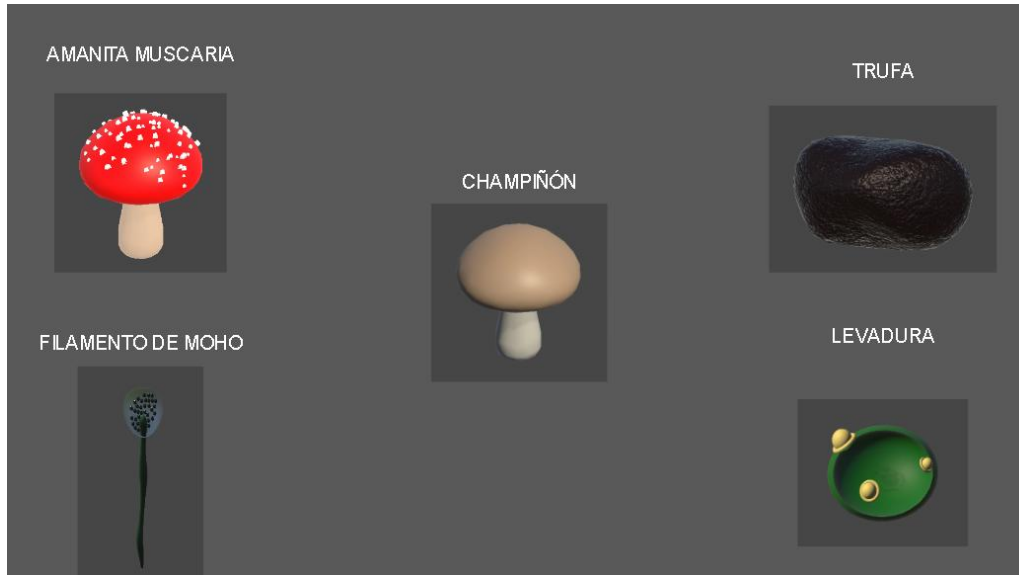 AMANITA MUSCARIA
TRUFA
CHAMPIÑÓN
FILAMENTO DE MOHO
LEVADURA